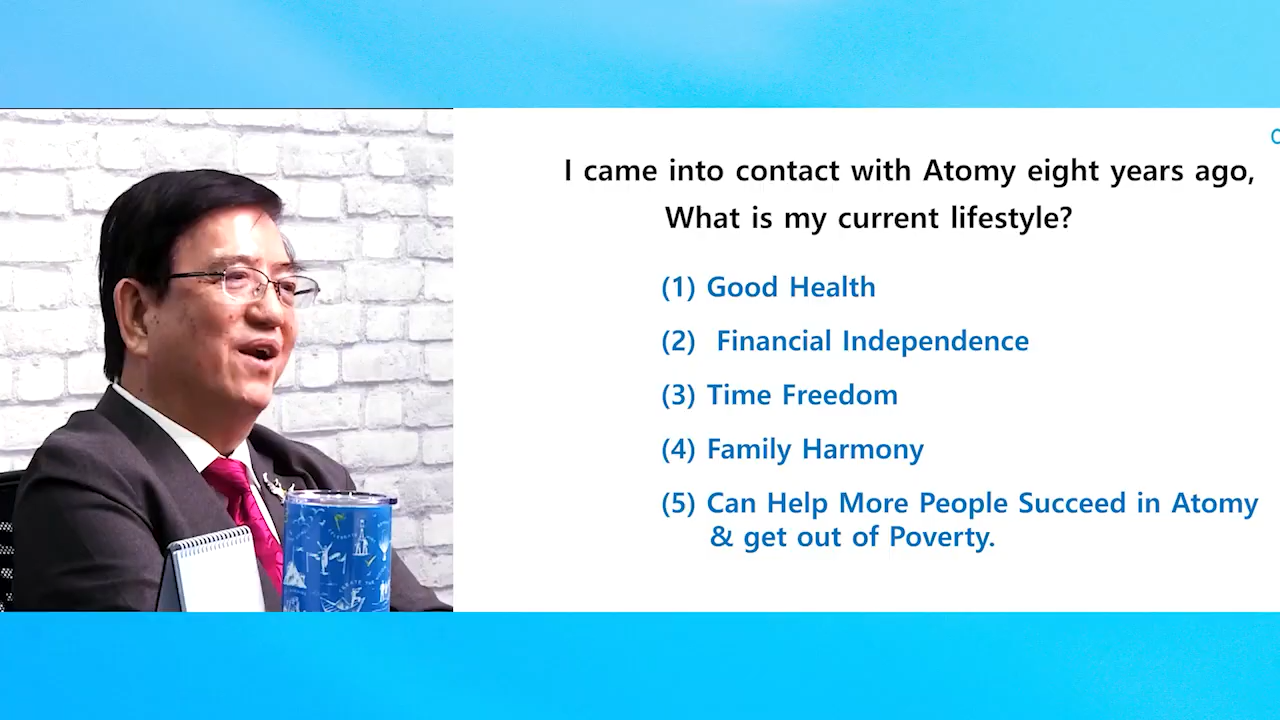 I came into contact with Atomy eight years ago,
What is my current lifestyle?
(1) Good Health
(2) Financial Independence
(3) Time Freedom
(4) Family Harmony
(5) Can Help More People Succeed in Atomy
& get out of Poverty.